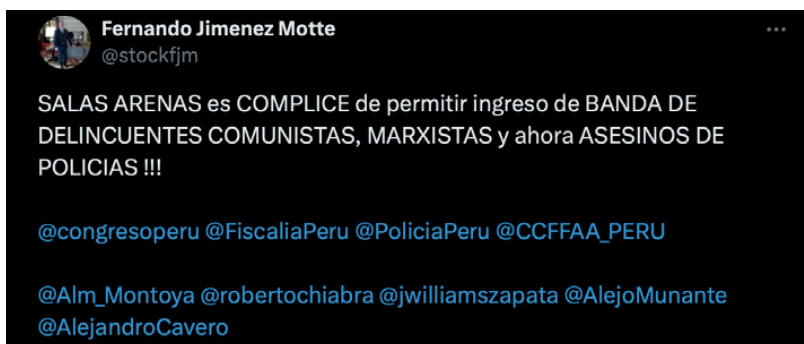 Fernando Jimenez Motte
@stockfjm
SALAS ARENAS es COMPLICE de permitir ingreso de BANDA DE
DELINCUENTES COMUNISTAS, MARXISTAS y ahora ASESINOS DE
POLICIAS !!!
@congresoperu @FiscaliaPeru @PoliciaPeru @CCFFAA_PERU
@Alm_Montoya @robertochiabra @jwilliamszapata @AlejoMunante
@AlejandroCavero